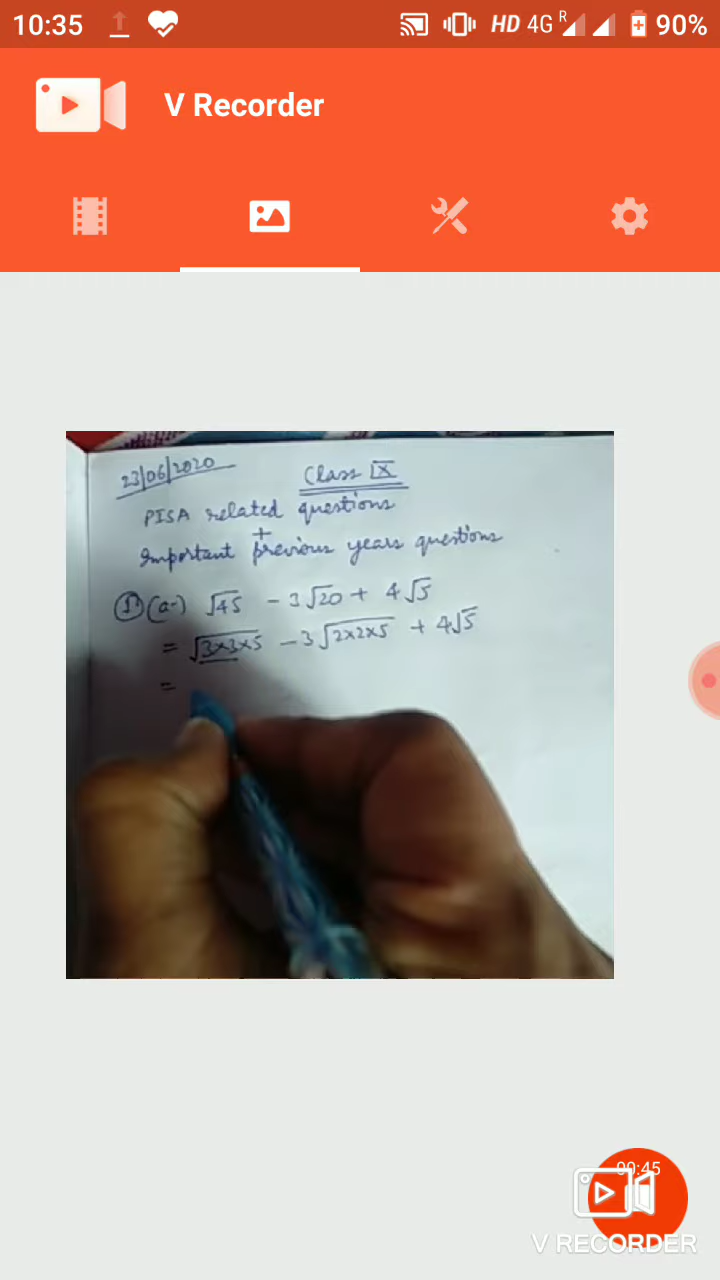 10:35 HD 4G R 90%
V Recorder
23/06/2020
Class IX
PISA related questions
+
Important previous years questions
1. (a-) √45 - 3√20 + 4√5
= √3×3×5 - 3√2×2×5 + 4√5
=
00:45
V RECORDER